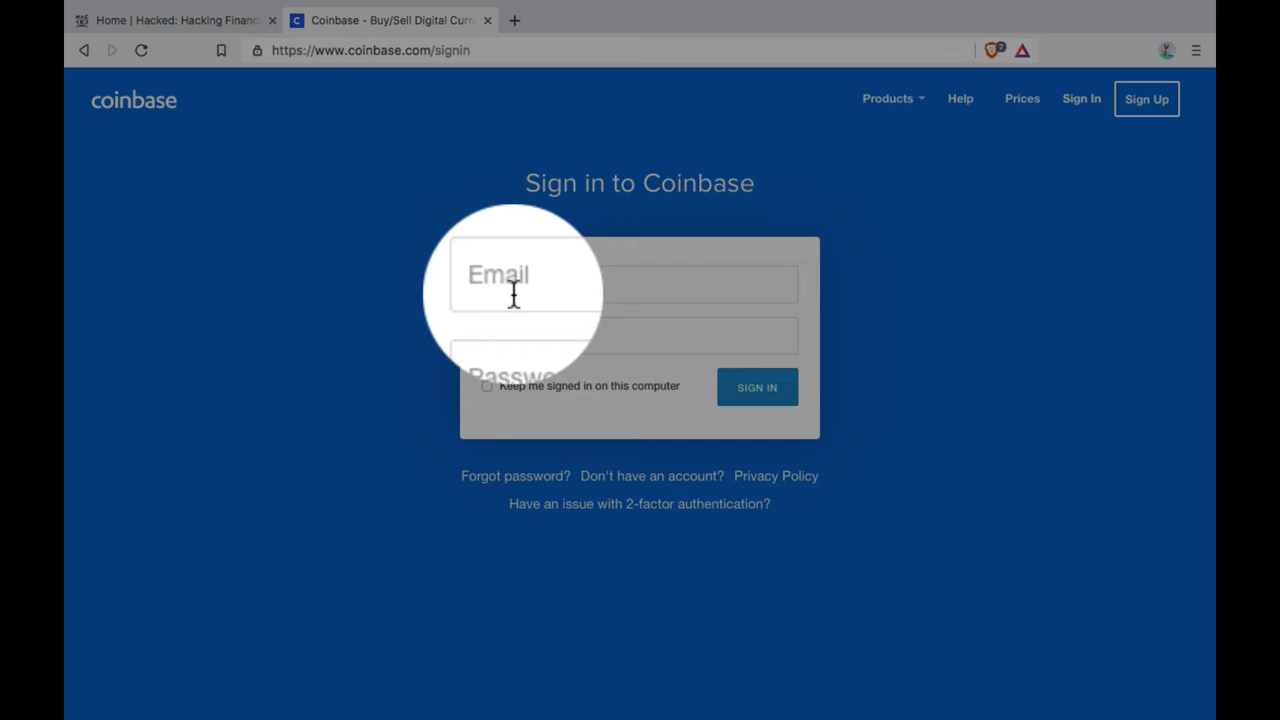 Home | Hacked: Hacking Financ
Coinbase - Buy/Sell Digital Curr
https://www.coinbase.com/signin
7
coinbase
Products
Help
Prices
Sign In
Sign Up
Sign in to Coinbase
Email
Passwo
Keep me signed in on this computer
SIGN IN
Forgot password? Don't have an account? Privacy Policy
Have an issue with 2-factor authentication?